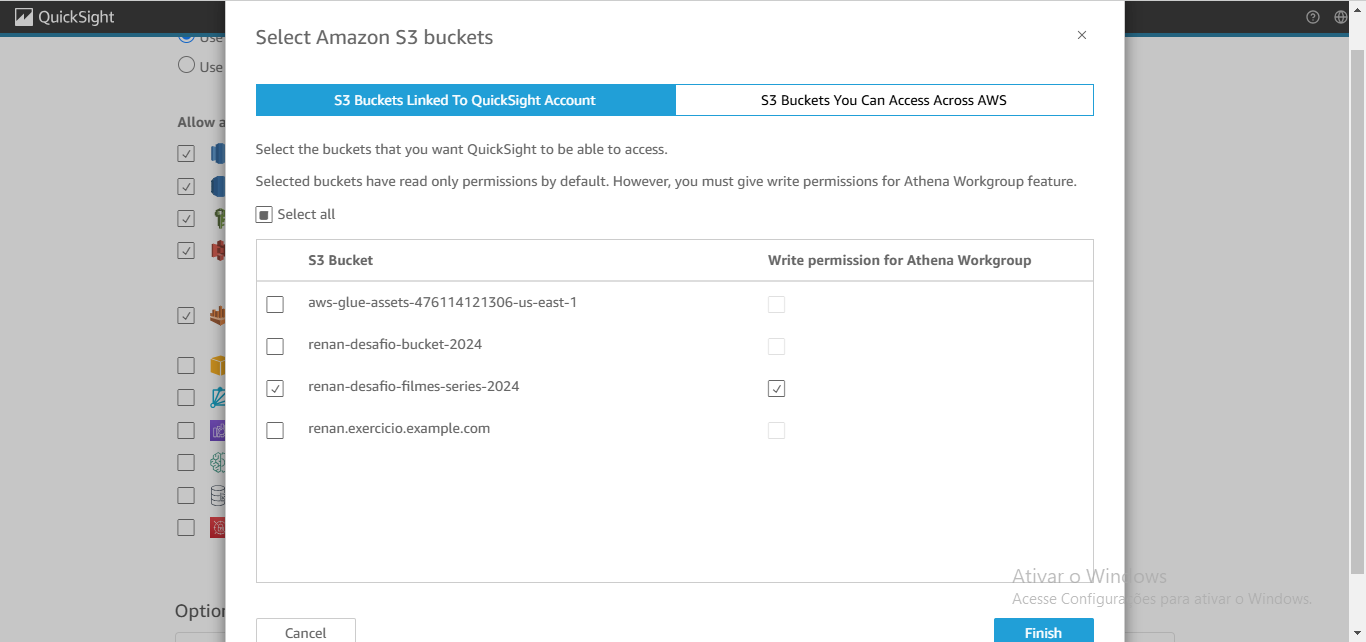 QuickSight
Select Amazon S3 buckets
Use
Use
S3 Buckets Linked To QuickSight Account
S3 Buckets You Can Access Across AWS
Allow a
Select the buckets that you want QuickSight to be able to access.
Selected buckets have read only permissions by default. However, you must give write permissions for Athena Workgroup feature.
Select all
S3 Bucket
Write permission for Athena Workgroup
aws-glue-assets-476114121306-us-east-1
renan-desafio-bucket-2024
renan-desafio-filmes-series-2024
renan.exercicio.example.com
Ativar o Windows
Acesse Configurações para ativar o Windows.
Option
Cancel
Finish